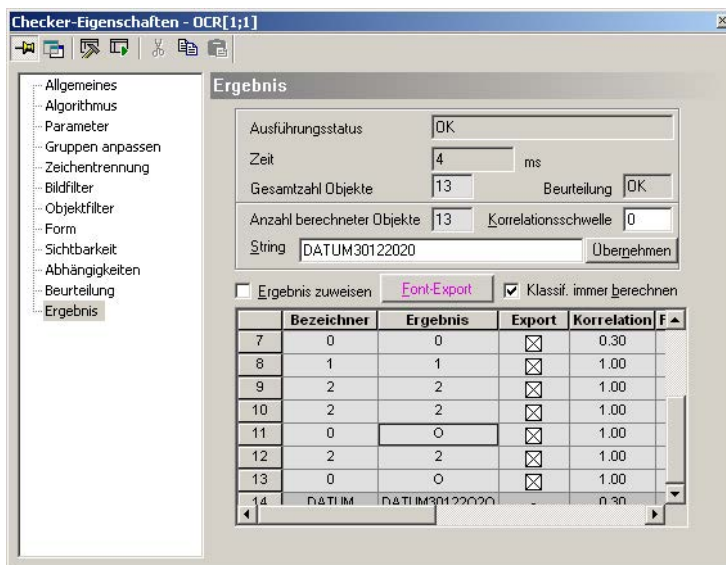 Checker-Eigenschaften - OCR[1;1]
Allgemeines
Algorithmus
Parameter
Gruppen anpassen
Zeichentrennung
Bildfilter
Objektfilter
Form
Sichtbarkeit
Abhängigkeiten
Beurteilung
Ergebnis
Ergebnis
Ausführungsstatus OK
Zeit 4 ms
Gesamtzahl Objekte 13 Beurteilung OK
Anzahl berechneter Objekte 13 Korrelationsschwelle 0
String DATUM30122020 Übernehmen
Ergebnis zuweisen Font-Export Klassif. immer berechnen
Bezeichner Ergebnis Export Korrelation F
7 0 0 0.30
8 1 1 1.00
9 2 2 1.00
10 2 2 1.00
11 0 O 1.00
12 2 2 1.00
13 0 O 1.00
14 DATUM DATUM30122O2O - 0.30